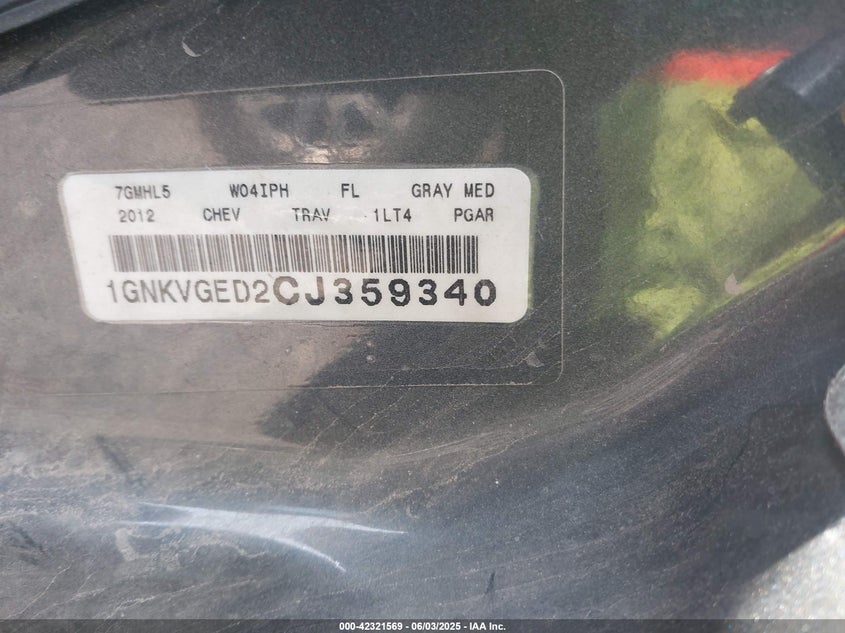 7GMHL5 W04IPH FL GRAY MED
2012 CHEV TRAV 1LT4 PGAR
1GNKVGED2CJ359340
000-42321569 | 06/03/2025 - IAA Inc.